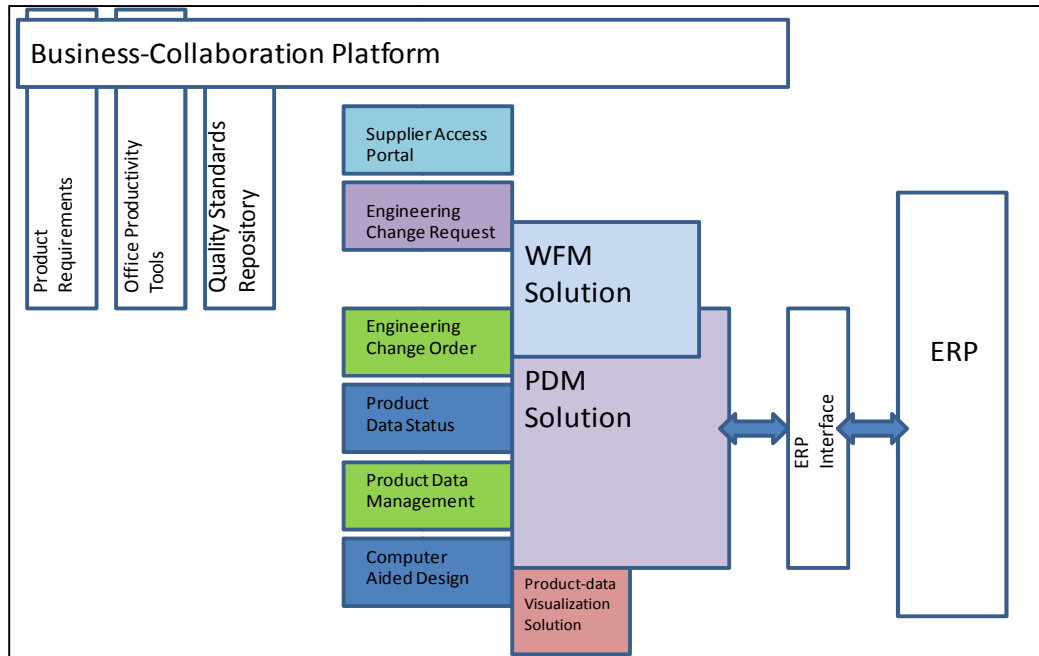 Business-Collaboration Platform
Product
Requirements
Office Productivity
Tools
Quality Standards
Repository
Supplier Access
Portal
Engineering
Change Request
WFM
Solution
Engineering
Change Order
PDM
Solution
Product
Data Status
Product Data
Management
Computer
Aided Design
Product-data
Visualization
Solution
ERP
Interface
ERP